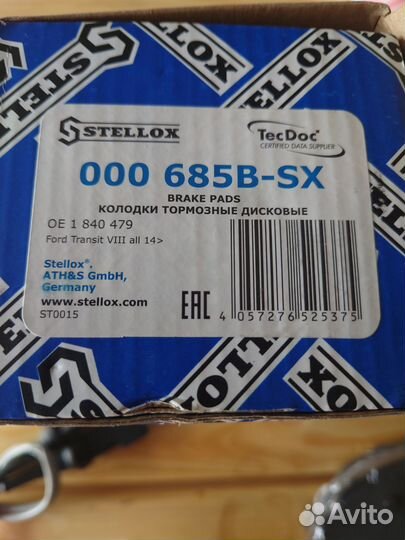 STELLOX
STELLOX
TecDoc
CERTIFIED DATA SUPPLIER
000 685B-SX
BRAKE PADS
КОЛОДКИ ТОРМОЗНЫЕ ДИСКОВЫЕ
OE 1 840 479
Ford Transit VIII all 14>
Stellox®.
ATH&S GmbH,
Germany
www.stellox.com
ST0015
EAC
4 057276 525375
STELLOX
Avito